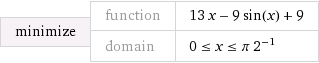 minimize
function 13 x − 9 sin(x) + 9
domain 0 ≤ x ≤ π 2^{−1}